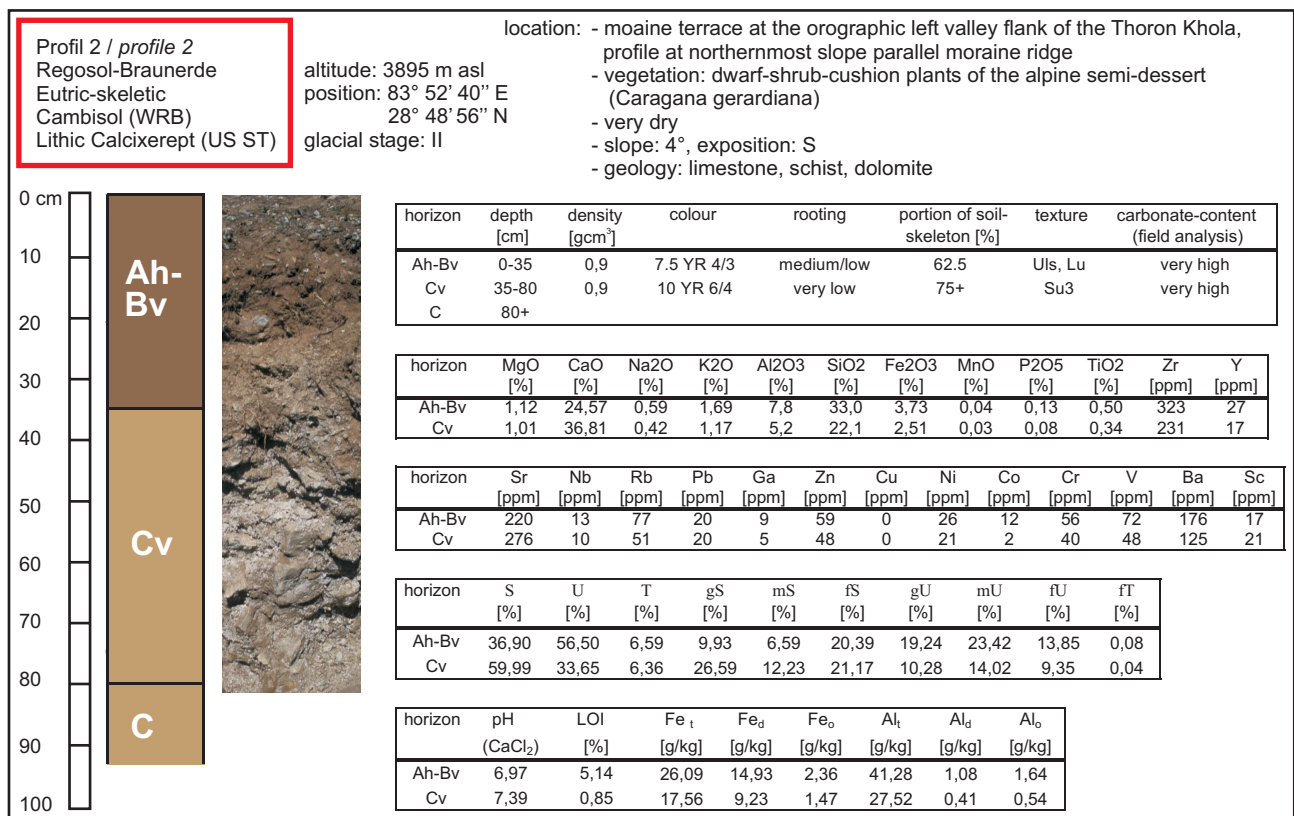 Profil 2 / profile 2
Regosol-Braunerde
Eutric-skeletic
Cambisol (WRB)
Lithic Calcixerept (US ST)
altitude: 3895 m asl
position: 83° 52' 40'' E
28° 48' 56'' N
glacial stage: II
location: - moaine terrace at the orographic left valley flank of the Thoron Khola,
profile at northernmost slope parallel moraine ridge
- vegetation: dwarf-shrub-cushion plants of the alpine semi-dessert
(Caragana gerardiana)
- very dry
- slope: 4°, exposition: S
- geology: limestone, schist, dolomite
0 cm
10
20
30
40
50
60
70
80
90
100
Ah-
Bv
Cv
C
horizon depth density colour rooting portion of soil- texture carbonate-content
[cm] [gcm³] skeleton [%] (field analysis)
Ah-Bv 0-35 0,9 7.5 YR 4/3 medium/low 62.5 Uls, Lu very high
Cv 35-80 0,9 10 YR 6/4 very low 75+ Su3 very high
C 80+
horizon MgO CaO Na2O K2O Al2O3 SiO2 Fe2O3 MnO P2O5 TiO2 Zr Y
[%] [%] [%] [%] [%] [%] [%] [%] [%] [%] [ppm] [ppm]
Ah-Bv 1,12 24,57 0,59 1,69 7,8 33,0 3,73 0,04 0,13 0,50 323 27
Cv 1,01 36,81 0,42 1,17 5,2 22,1 2,51 0,03 0,08 0,34 231 17
horizon Sr Nb Rb Pb Ga Zn Cu Ni Co Cr V Ba Sc
[ppm] [ppm] [ppm] [ppm] [ppm] [ppm] [ppm] [ppm] [ppm] [ppm] [ppm] [ppm] [ppm]
Ah-Bv 220 13 77 20 9 59 0 26 12 56 72 176 17
Cv 276 10 51 20 5 48 0 21 2 40 48 125 21
horizon S U T gS mS fS gU mU fU fT
[%] [%] [%] [%] [%] [%] [%] [%] [%] [%]
Ah-Bv 36,90 56,50 6,59 9,93 6,59 20,39 19,24 23,42 13,85 0,08
Cv 59,99 33,65 6,36 26,59 12,23 21,17 10,28 14,02 9,35 0,04
horizon pH LOI Fe t Fed Feo Alt Ald Alo
(CaCl2) [%] [g/kg] [g/kg] [g/kg] [g/kg] [g/kg] [g/kg]
Ah-Bv 6,97 5,14 26,09 14,93 2,36 41,28 1,08 1,64
Cv 7,39 0,85 17,56 9,23 1,47 27,52 0,41 0,54